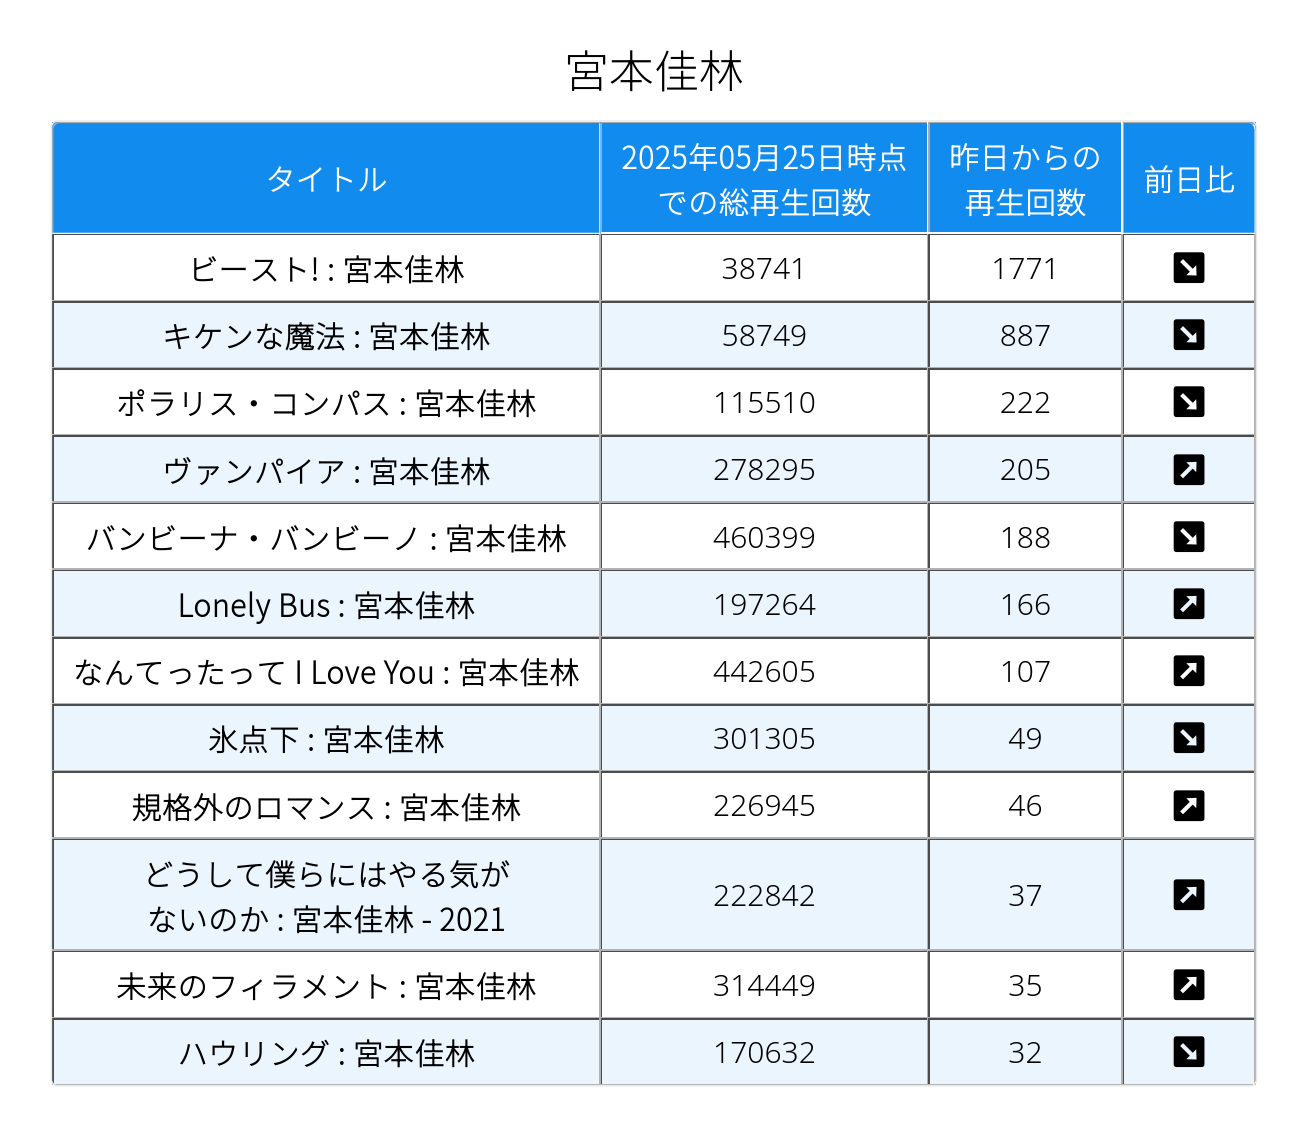 宮本佳林
タイトル
2025年05月25日時点
での総再生回数
昨日からの
再生回数
前日比
ビースト! : 宮本佳林
38741
1771
キケンな魔法 : 宮本佳林
58749
887
ポラリス・コンパス : 宮本佳林
115510
222
ヴァンパイア : 宮本佳林
278295
205
バンビーナ・バンビーノ : 宮本佳林
460399
188
Lonely Bus : 宮本佳林
197264
166
なんてったって I Love You : 宮本佳林
442605
107
氷点下 : 宮本佳林
301305
49
規格外のロマンス : 宮本佳林
226945
46
どうして僕らにはやる気が
ないのか : 宮本佳林 - 2021
222842
37
未来のフィラメント : 宮本佳林
314449
35
ハウリング : 宮本佳林
170632
32